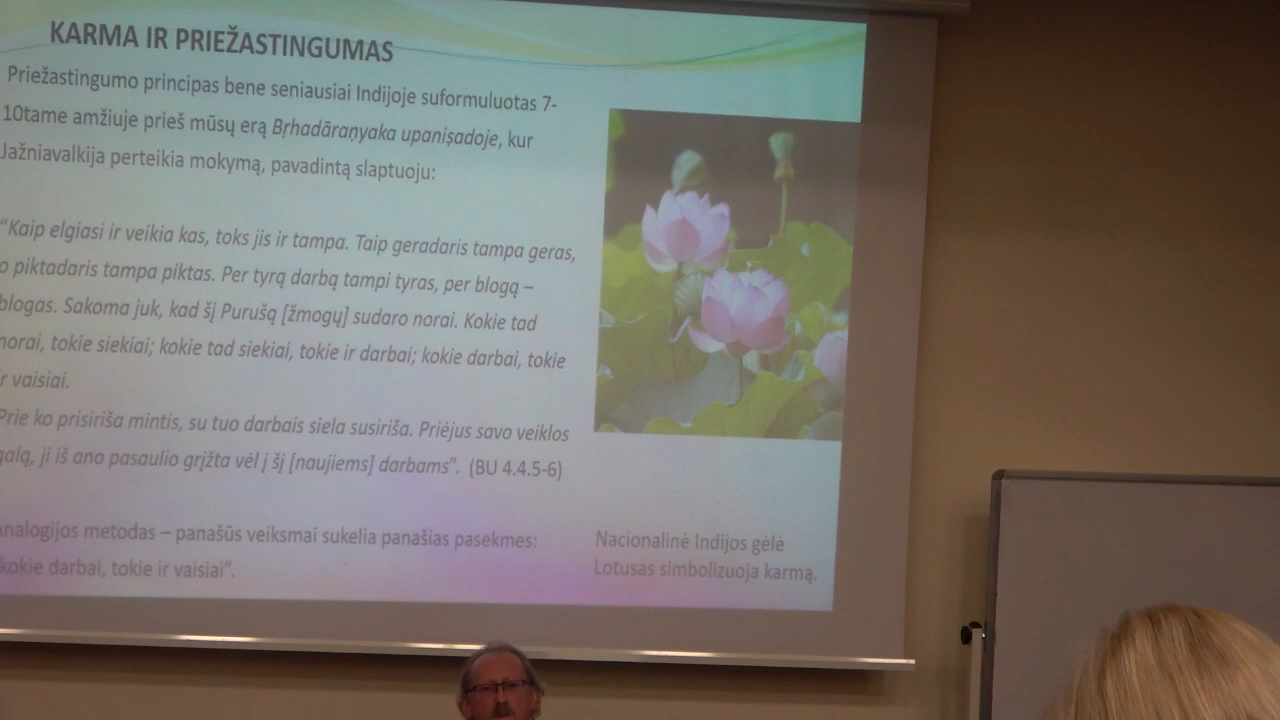 KARMA IR PRIEŽASTINGUMAS
Priežastingumo principas bene seniausiai Indijoje suformuluotas 7-
10tame amžiuje prieš mūsų erą Bṛhadāraṇyaka upaniṣadoje, kur
Jažniavalkija perteikia mokymą, pavadintą slaptuoju:
“Kaip elgiasi ir veikia kas, toks jis ir tampa. Taip geradaris tampa geras,
o piktadaris tampa piktas. Per tyrą darbą tampi tyras, per blogą –
blogas. Sakoma juk, kad šį Purušą [žmogų] sudaro norai. Kokie tad
norai, tokie siekiai; kokie tad siekiai, tokie ir darbai; kokie darbai, tokie
ir vaisiai.
Prie ko prisiriša mintis, su tuo darbais siela susiriša. Priėjus savo veiklos
galą, ji iš ano pasaulio grįžta vėl į šį [naujiems] darbams”. (BU 4.4.5-6)
Analogijos metodas – panašūs veiksmai sukelia panašias pasekmes:
kokie darbai, tokie ir vaisiai”.
Nacionalinė Indijos gėlė
Lotusas simbolizuoja karmą.